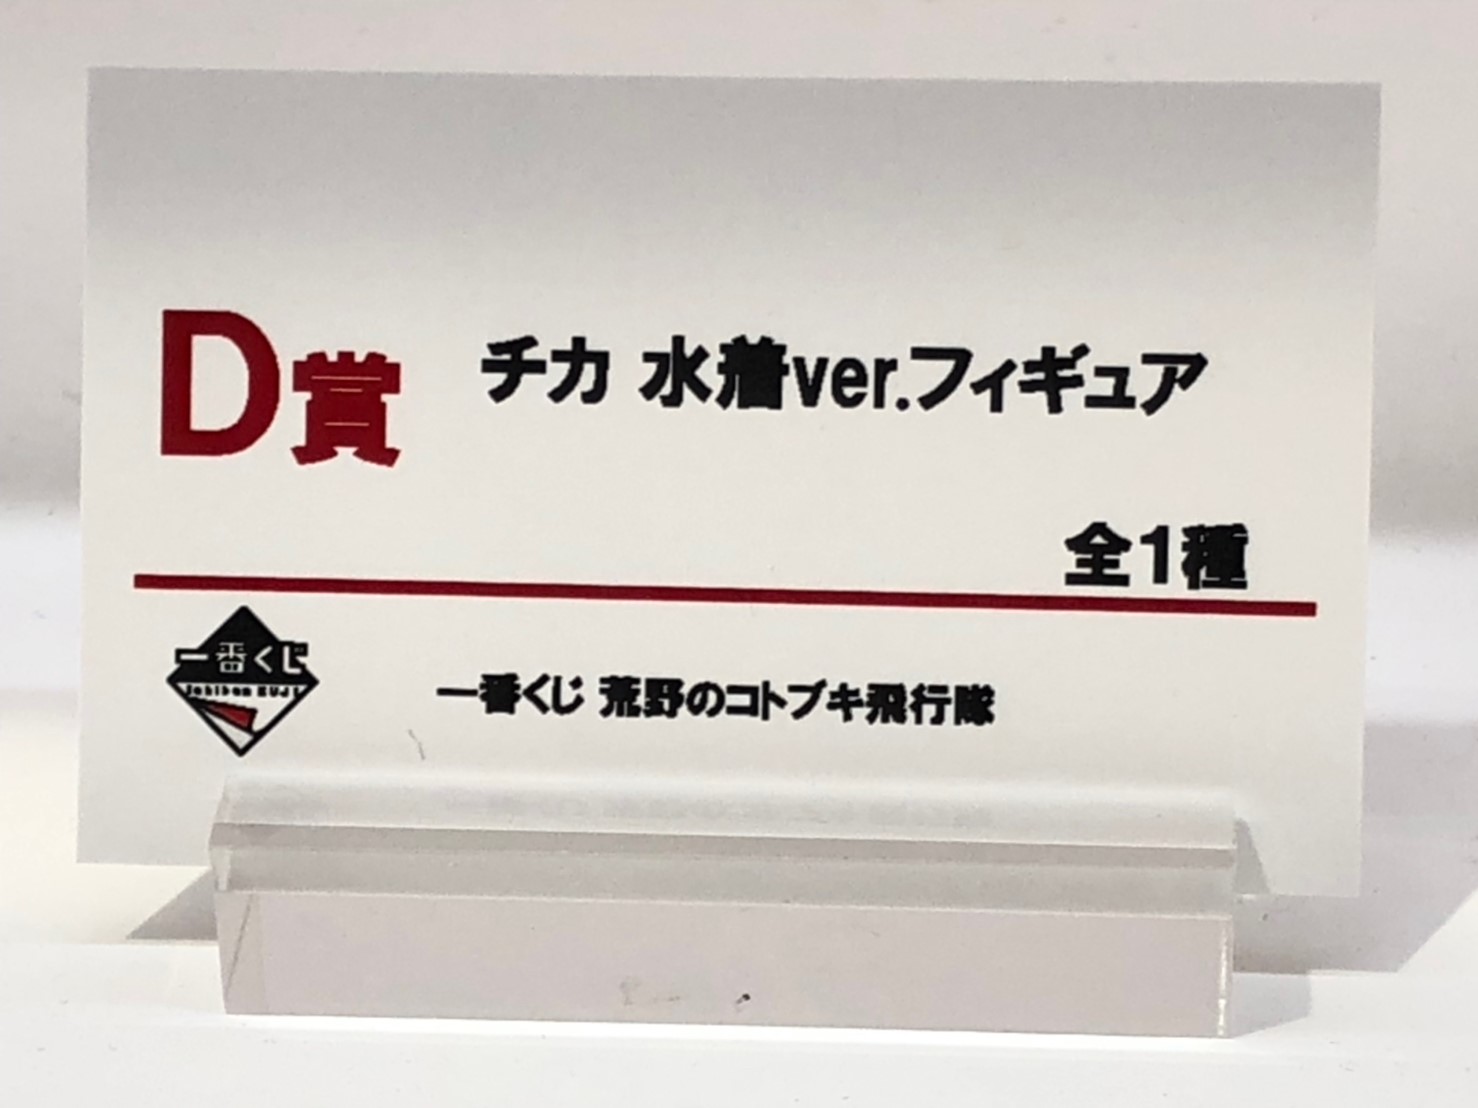 D賞 チカ 水着ver.フィギュア
全1種
一番くじ
Ichiban KUJI
一番くじ 荒野のコトブキ飛行隊